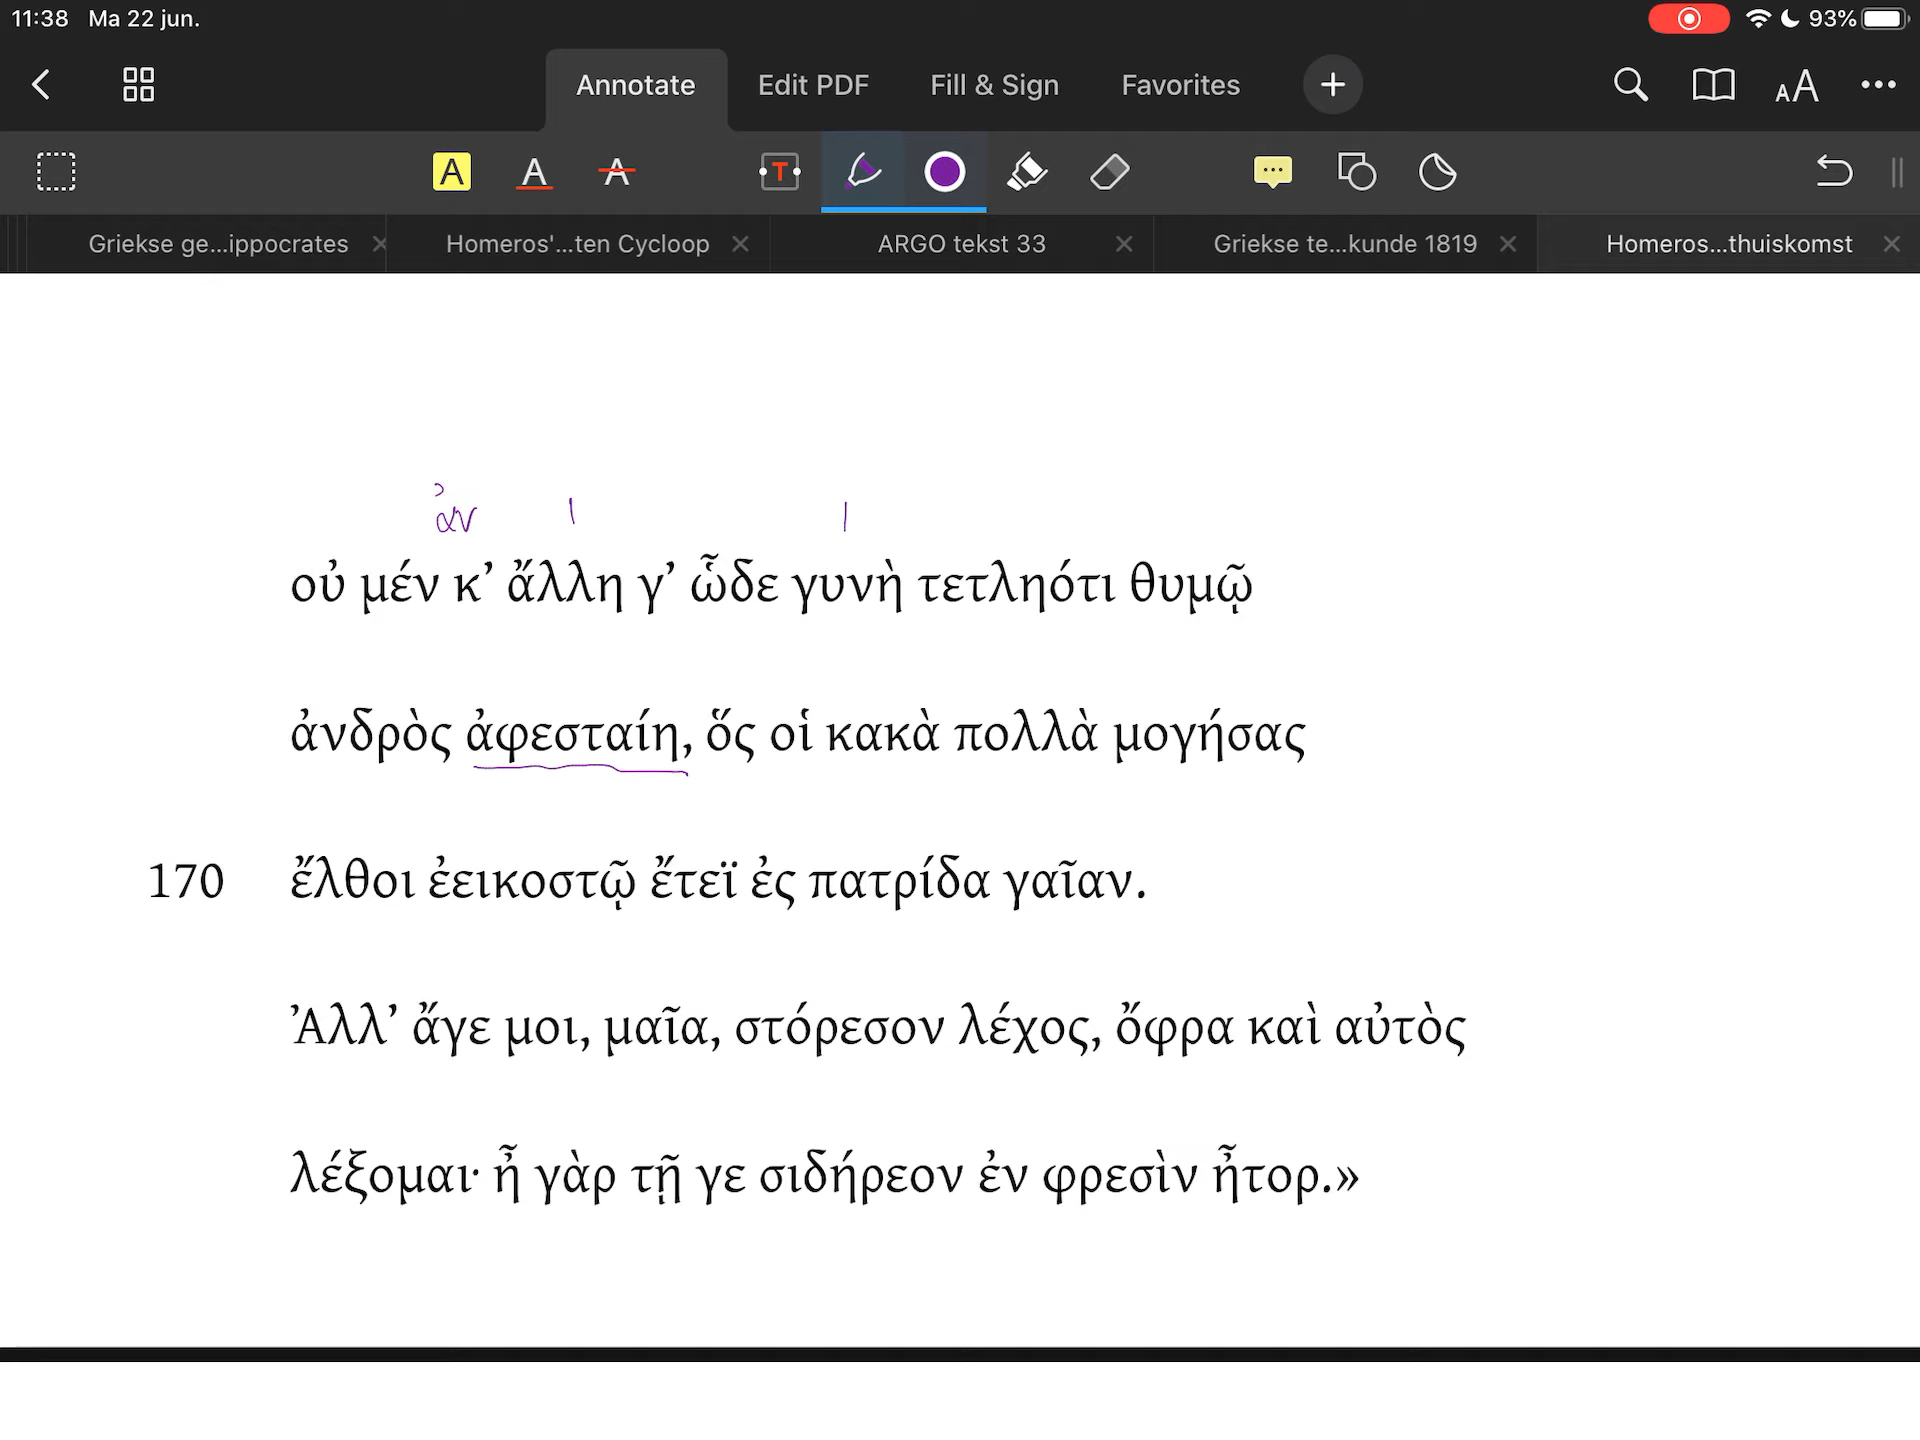 11:38 Ma 22 jun. 93%
Annotate Edit PDF Fill & Sign Favorites
Griekse ge...ippocrates Homeros'...ten Cycloop ARGO tekst 33 Griekse te...kunde 1819 Homeros...thuiskomst
ἀν
οὐ μέν κ’ ἄλλη γ’ ὧδε γυνὴ τετληότι θυμῷ
ἀνδρὸς ἀφεσταίη, ὅς οἱ κακὰ πολλὰ μογήσας
170 ἔλθοι ἐεικοστῷ ἔτεϊ ἐς πατρίδα γαῖαν.
Ἀλλ’ ἄγε μοι, μαῖα, στόρεσον λέχος, ὄφρα καὶ αὐτὸς
λέξομαι· ἦ γὰρ τῇ γε σιδήρεον ἐν φρεσὶν ἦτορ.»